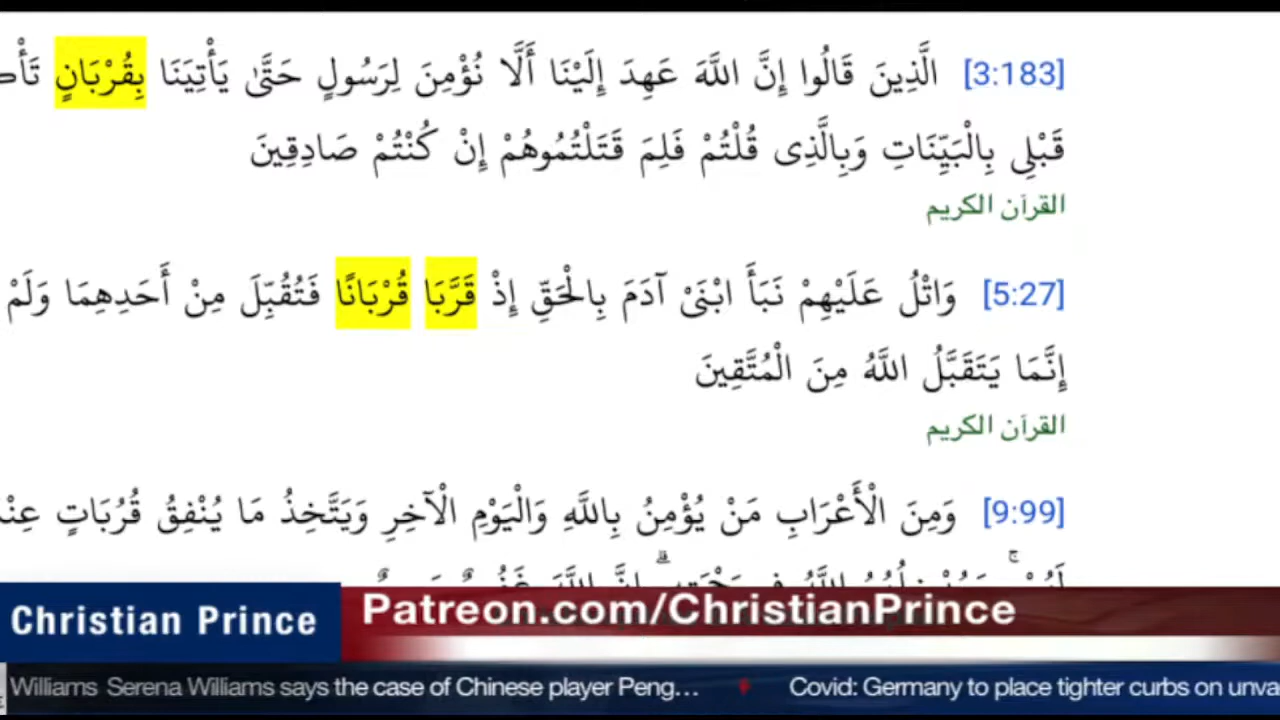 [3:183] الَّذِينَ قَالُوا إِنَّ اللَّهَ عَهِدَ إِلَيْنَا أَلَّا نُؤْمِنَ لِرَسُولٍ حَتَّىٰ يَأْتِيَنَا بِقُرْبَانٍ
قَبْلِى بِالْبَيِّنَاتِ وَبِالَّذِى قُلْتُمْ فَلِمَ قَتَلْتُمُوهُمْ إِنْ كُنْتُمْ صَادِقِينَ
القرآن الكريم
[5:27] وَاتْلُ عَلَيْهِمْ نَبَأَ ابْنَىْ آدَمَ بِالْحَقِّ إِذْ قَرَّبَا قُرْبَانًا فَتُقُبِّلَ مِنْ أَحَدِهِمَا وَلَمْ
إِنَّمَا يَتَقَبَّلُ اللَّهُ مِنَ الْمُتَّقِينَ
القرآن الكريم
[9:99] وَمِنَ الْأَعْرَابِ مَنْ يُؤْمِنُ بِاللَّهِ وَالْيَوْمِ الْآخِرِ وَيَتَّخِذُ مَا يُنْفِقُ قُرُبَاتٍ
Christian Prince
Patreon.com/ChristianPrince
Williams Serena Williams says the case of Chinese player Peng... Covid: Germany to place tighter curbs on unva